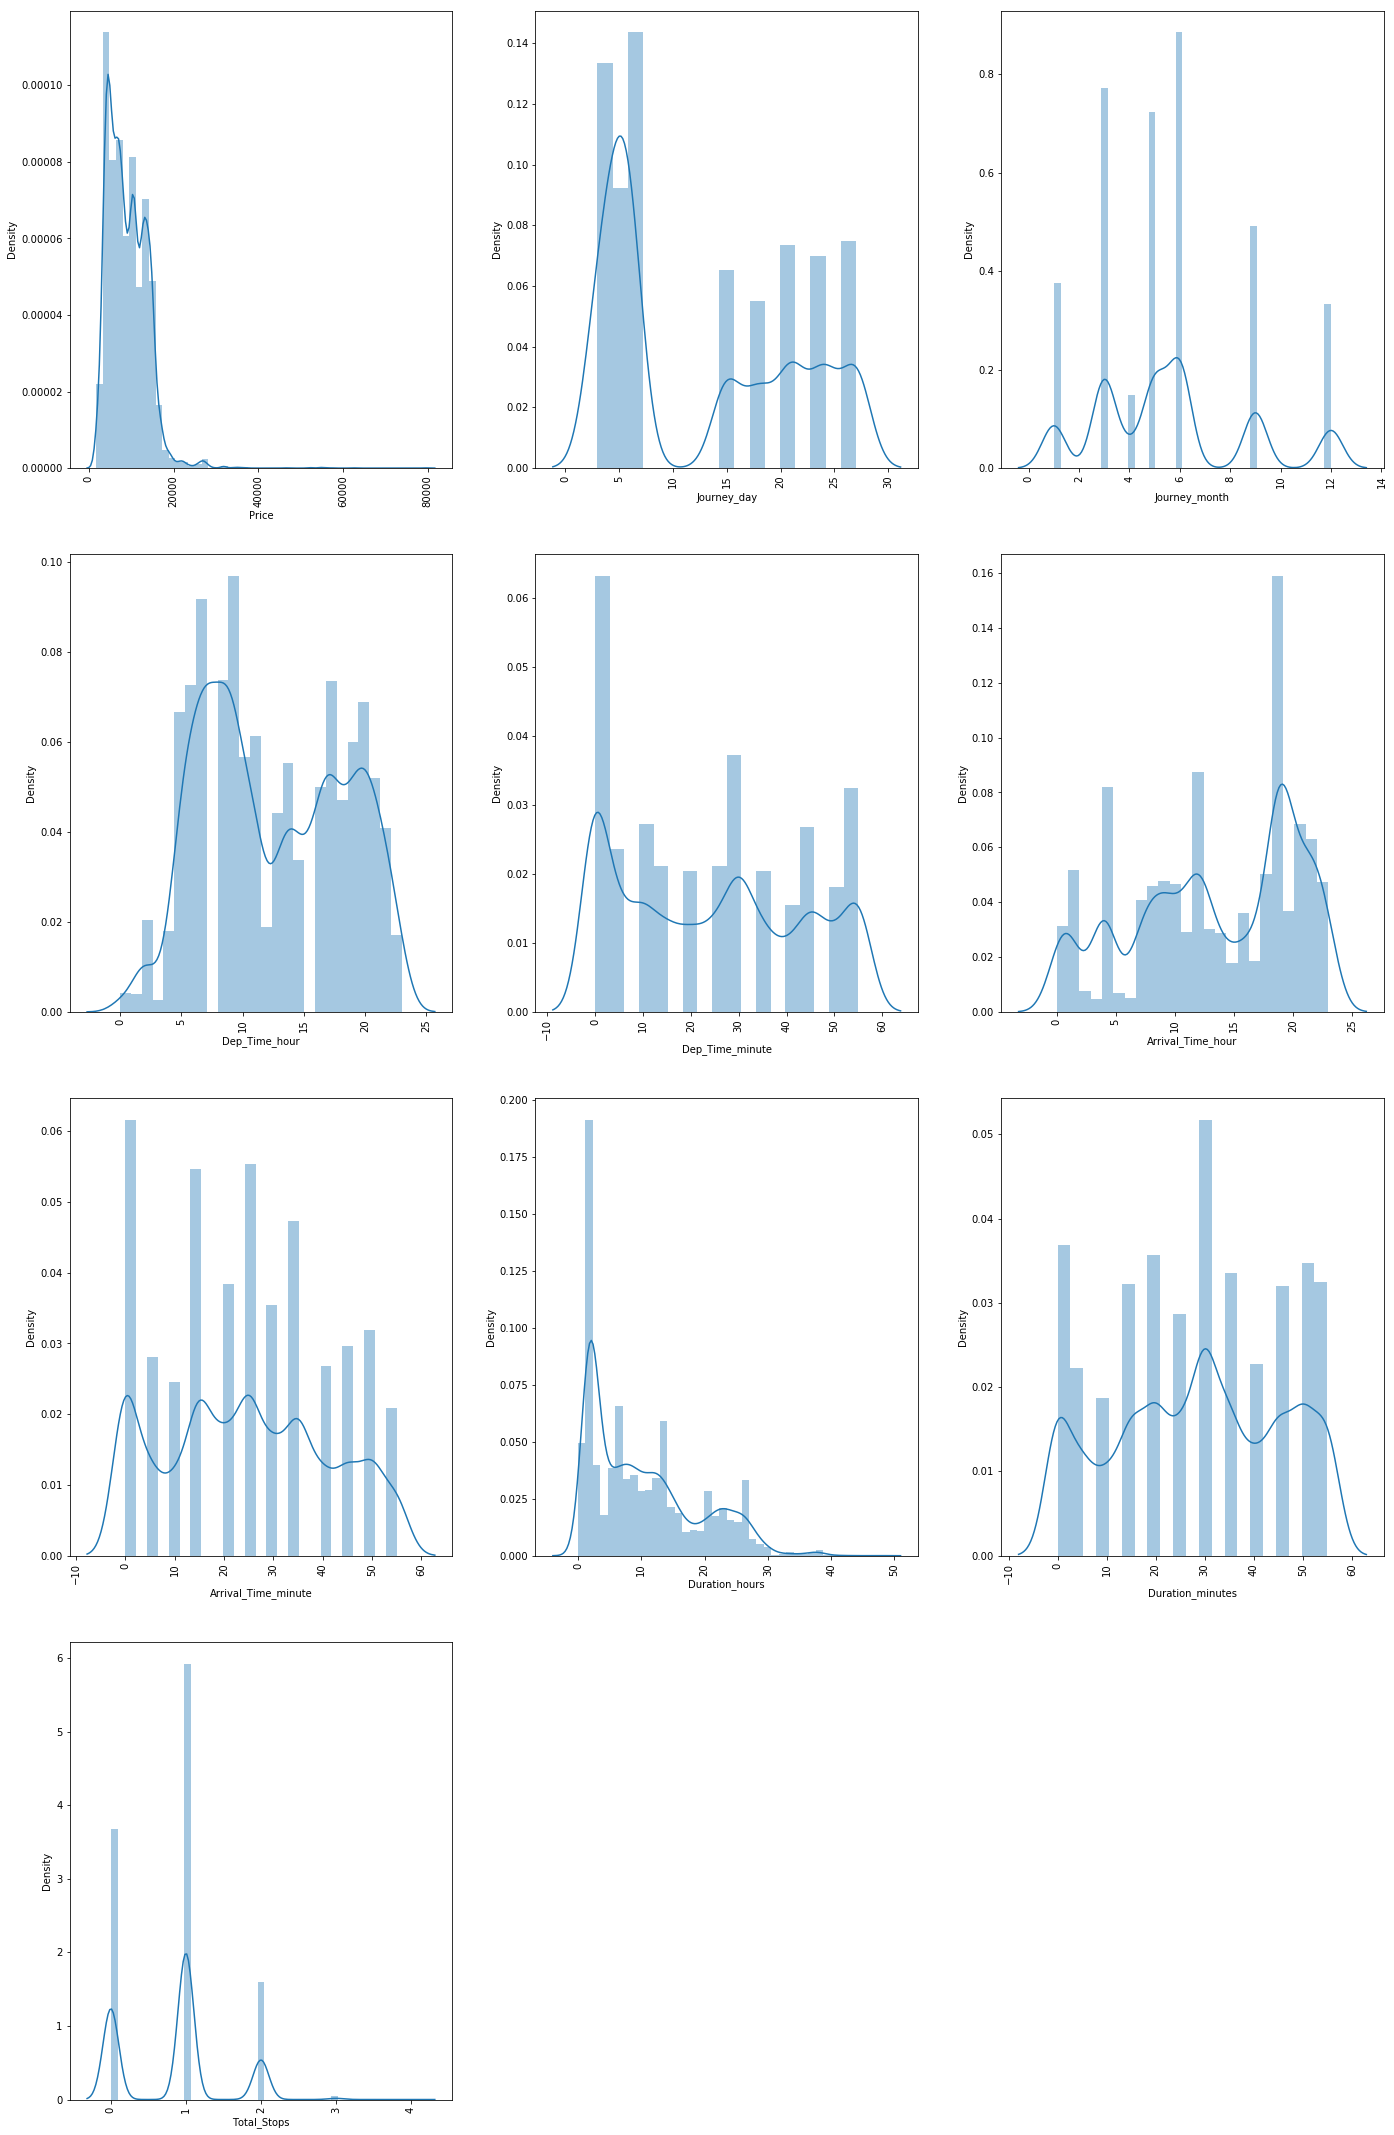 0.00010
0.00008
0.00006
0.00004
0.00002
0.00000
Density
0 20000 40000 60000 80000
Price
0.14
0.12
0.10
0.08
0.06
0.04
0.02
0.00
Density
0 5 10 15 20 25 30
Journey_day
0.8
0.6
0.4
0.2
0.0
Density
0 2 4 6 8 10 12 14
Journey_month
0.10
0.08
0.06
0.04
0.02
0.00
Density
0 5 10 15 20 25
Dep_Time_hour
0.06
0.05
0.04
0.03
0.02
0.01
0.00
Density
−10 0 10 20 30 40 50 60
Dep_Time_minute
0.16
0.14
0.12
0.10
0.08
0.06
0.04
0.02
0.00
Density
0 5 10 15 20 25
Arrival_Time_hour
0.06
0.05
0.04
0.03
0.02
0.01
0.00
Density
−10 0 10 20 30 40 50 60
Arrival_Time_minute
0.200
0.175
0.150
0.125
0.100
0.075
0.050
0.025
0.000
Density
0 10 20 30 40 50
Duration_hours
0.05
0.04
0.03
0.02
0.01
0.00
Density
−10 0 10 20 30 40 50 60
Duration_minutes
6
5
4
3
2
1
0
Density
0 1 2 3 4
Total_Stops